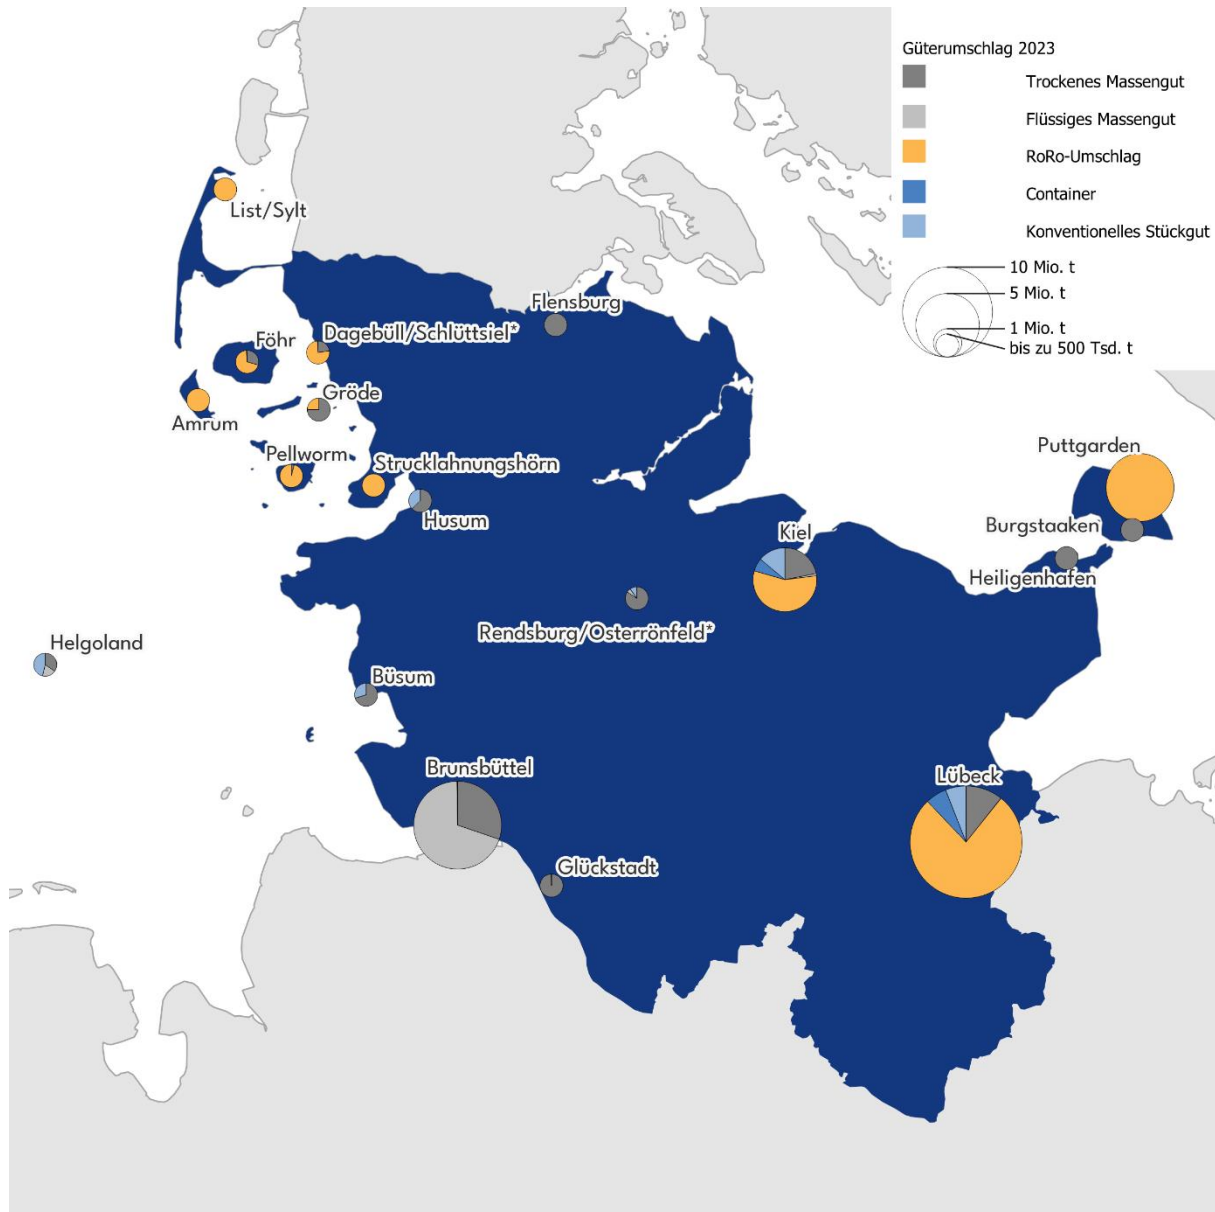 Güterumschlag 2023
Trockenes Massengut
Flüssiges Massengut
RoRo-Umschlag
Container
Konventionelles Stückgut
10 Mio. t
5 Mio. t
1 Mio. t
bis zu 500 Tsd. t
List/Sylt
Flensburg
Dagebüll/Schlüttsiel*
Föhr
Gröde
Amrum
Pellworm
Strucklahnungshörn
Husum
Puttgarden
Burgstaaken
Kiel
Heiligenhafen
Rendsburg/Osterrönfeld*
Helgoland
Büsum
Brunsbüttel
Lübeck
Glückstadt